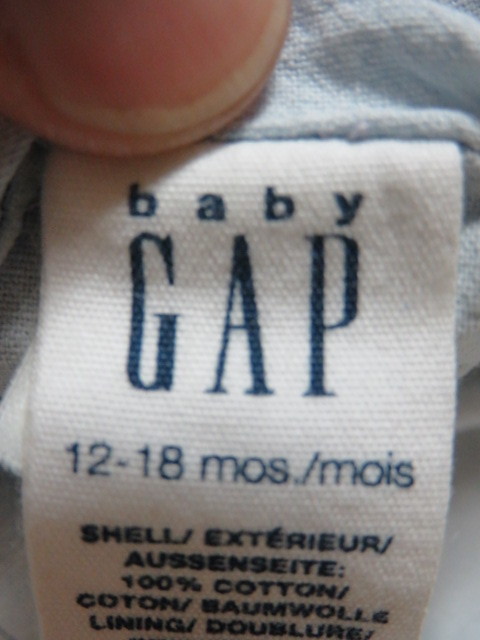 baby
GAP
12-18 mos./mois
SHELL/ EXTÉRIEUR/
AUSSENSEITE:
100% COTTON/
COTON/ BAUMWOLLE
LINING/ DOUBLURE/